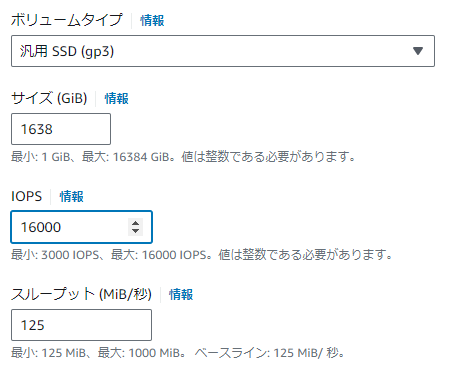 ボリュームタイプ 情報
汎用 SSD (gp3)
サイズ (GiB) 情報
1638
最小: 1 GiB、最大: 16384 GiB。値は整数である必要があります。
IOPS 情報
16000
最小: 3000 IOPS、最大: 16000 IOPS。値は整数である必要があります。
スループット (MiB/秒) 情報
125
最小: 125 MiB、最大: 1000 MiB。 ベースライン: 125 MiB/ 秒。